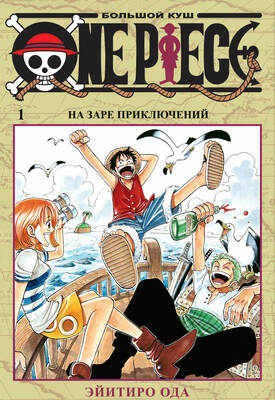 БОЛЬШОЙ КУШ
ONE PIECE
1
НА ЗАРЕ ПРИКЛЮЧЕНИЙ
ЭЙИТИРО ОДА